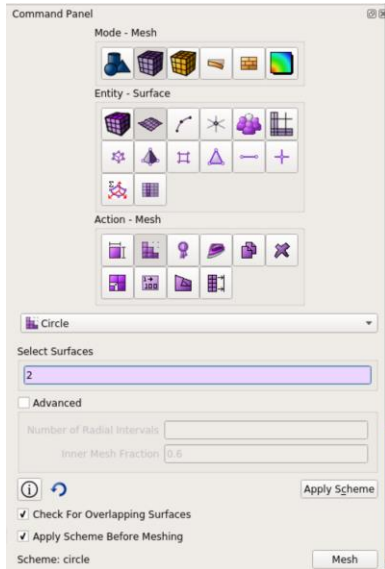 Command Panel
Mode - Mesh
Entity - Surface
Action - Mesh
Circle
Select Surfaces
2
Advanced
Number of Radial Intervals
Inner Mesh Fraction 0.6
Apply Scheme
Check For Overlapping Surfaces
Apply Scheme Before Meshing
Scheme: circle Mesh